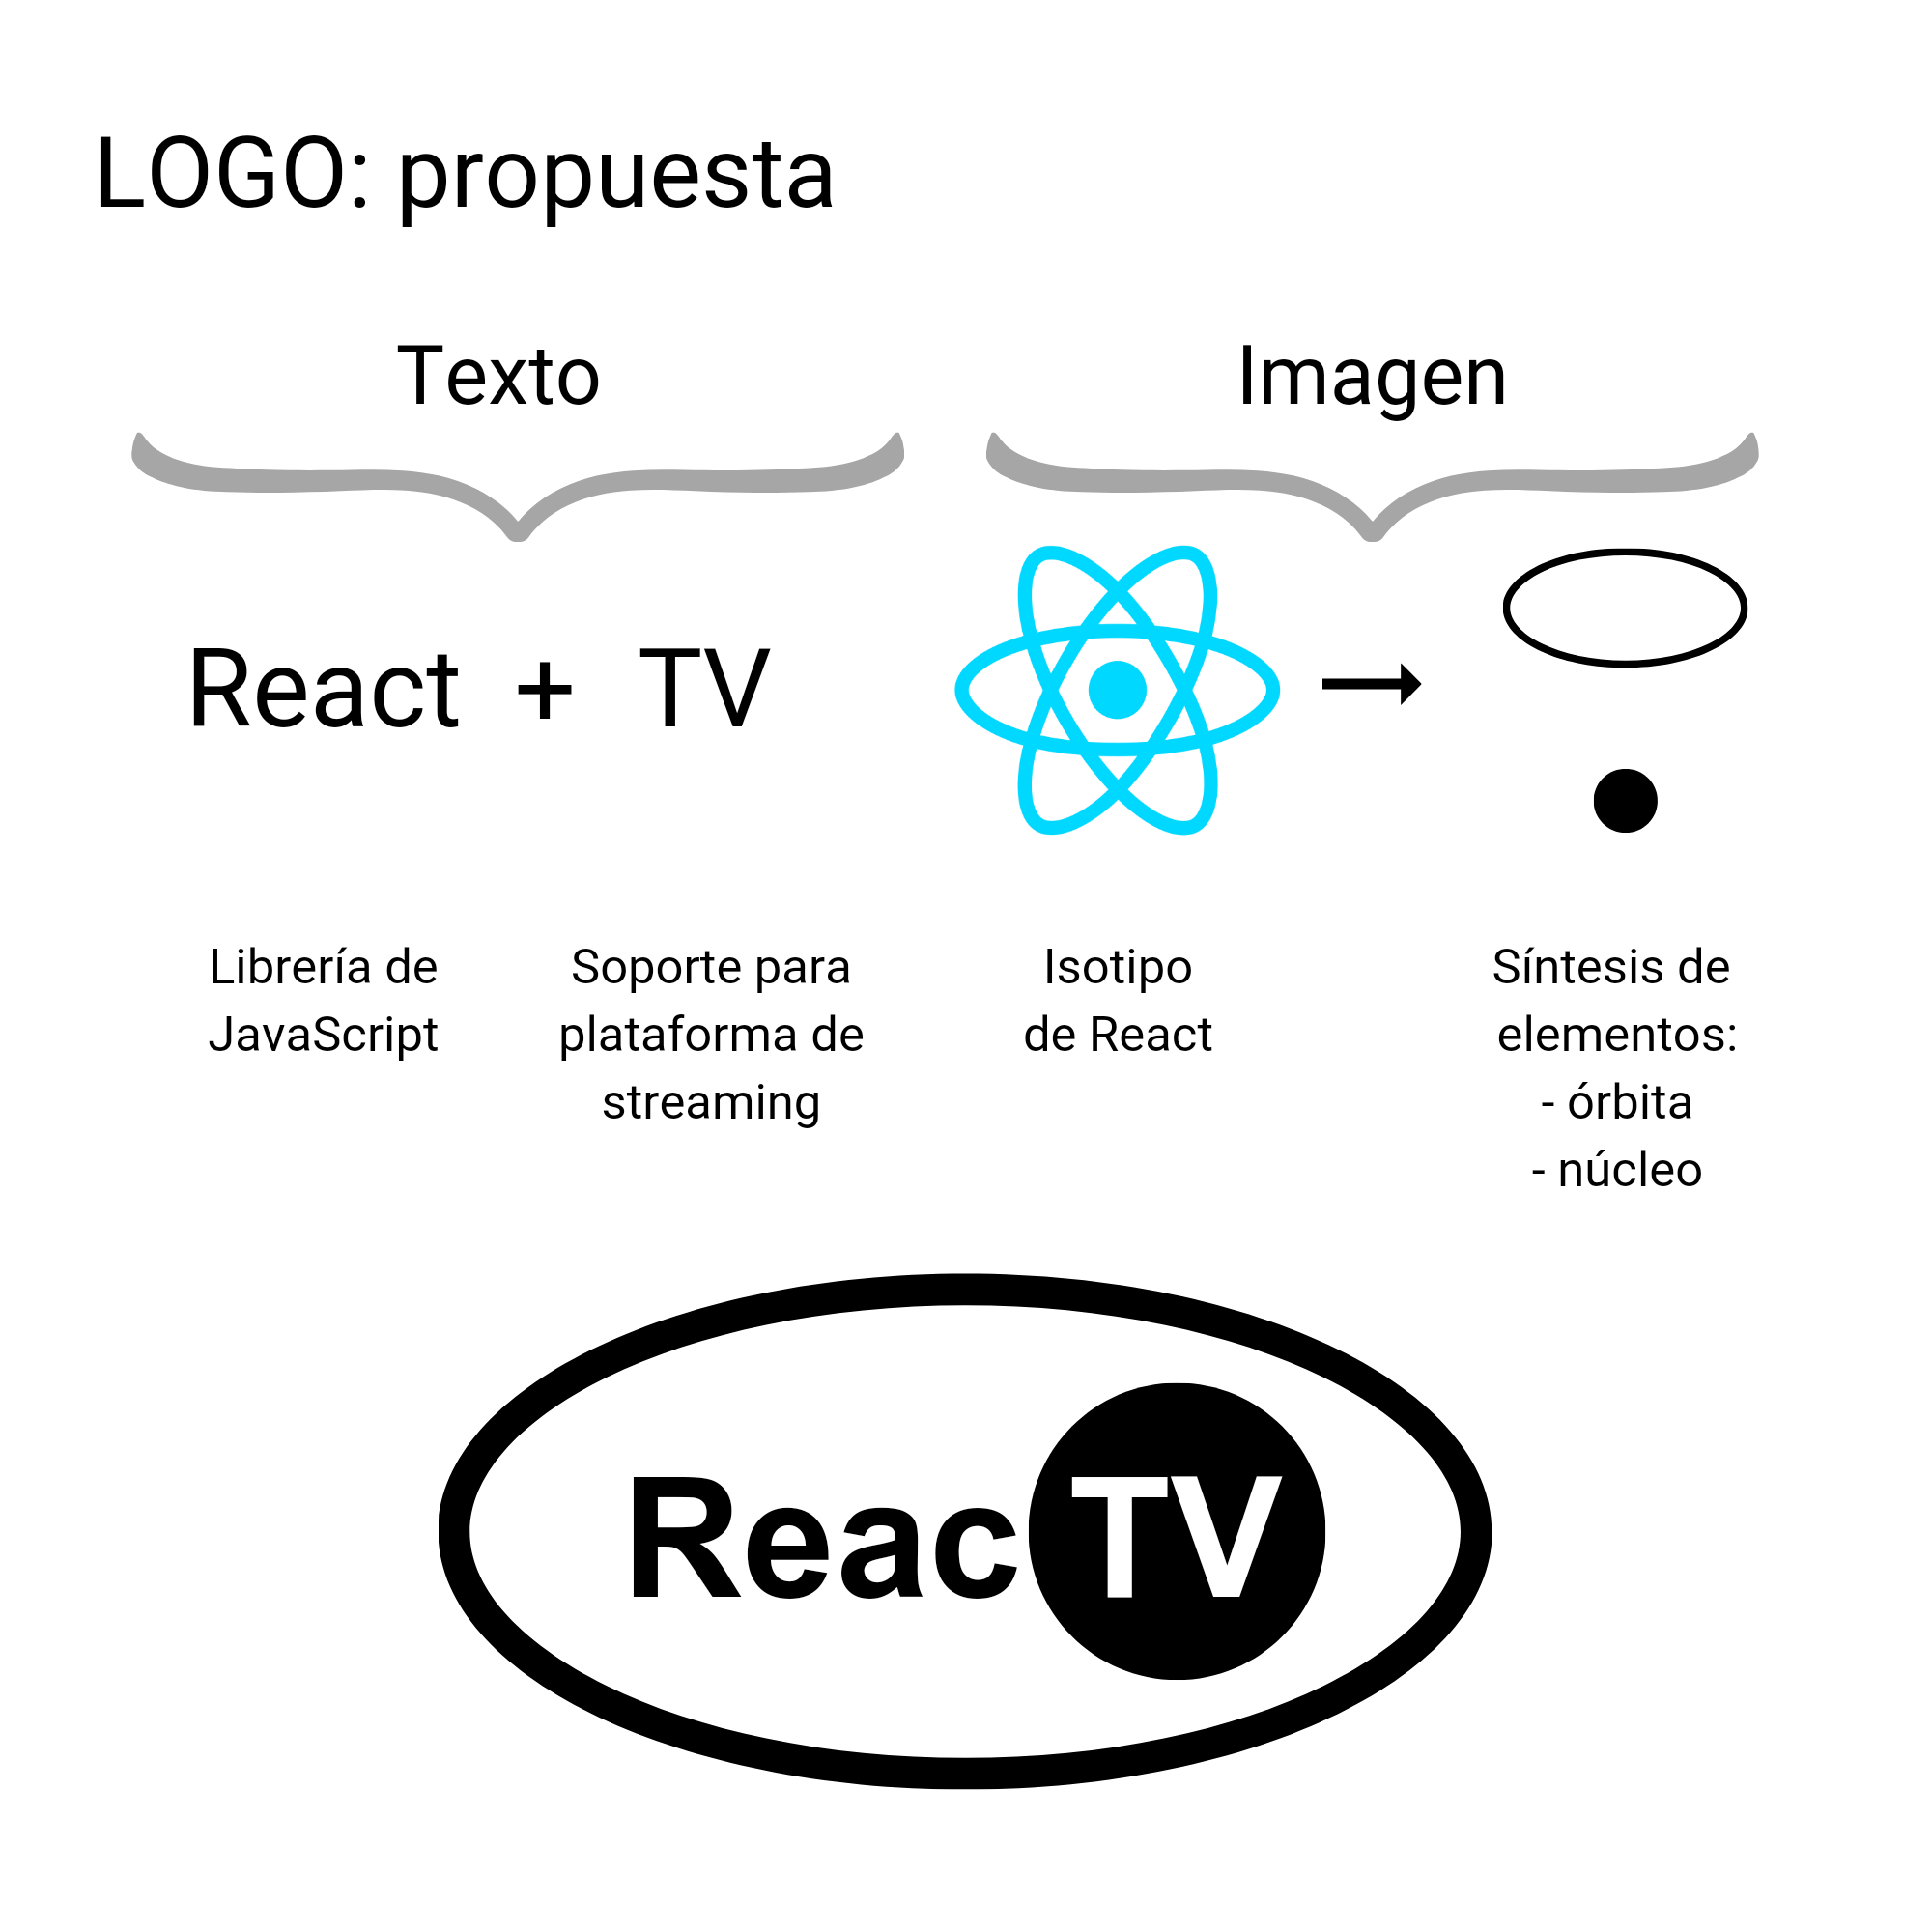 LOGO: propuesta
Texto
Imagen
React + TV
Librería de
JavaScript
Soporte para
plataforma de
streaming
Isotipo
de React
Síntesis de
elementos:
- órbita
- núcleo
ReacTV